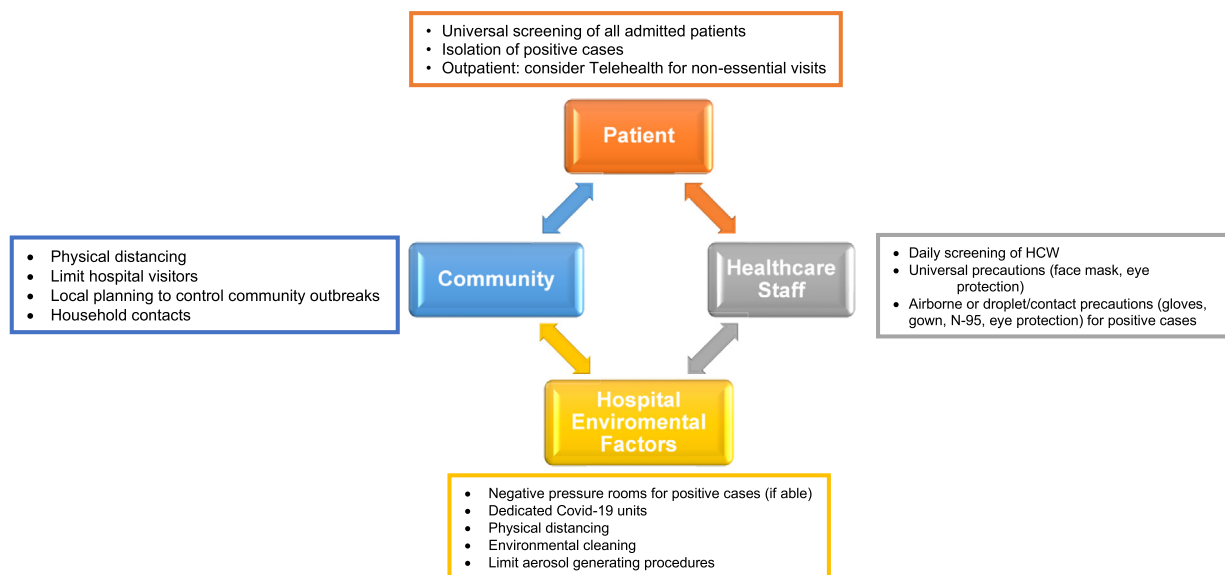 • Universal screening of all admitted patients
• Isolation of positive cases
• Outpatient: consider Telehealth for non-essential visits
Patient
• Physical distancing
• Limit hospital visitors
• Local planning to control community outbreaks
• Household contacts
Community
Healthcare
Staff
• Daily screening of HCW
• Universal precautions (face mask, eye
protection)
• Airborne or droplet/contact precautions (gloves,
gown, N-95, eye protection) for positive cases
Hospital
Enviromental
Factors
• Negative pressure rooms for positive cases (if able)
• Dedicated Covid-19 units
• Physical distancing
• Environmental cleaning
• Limit aerosol generating procedures